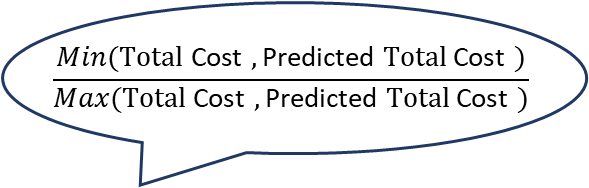 Min(Total Cost , Predicted Total Cost )
Max(Total Cost , Predicted Total Cost )